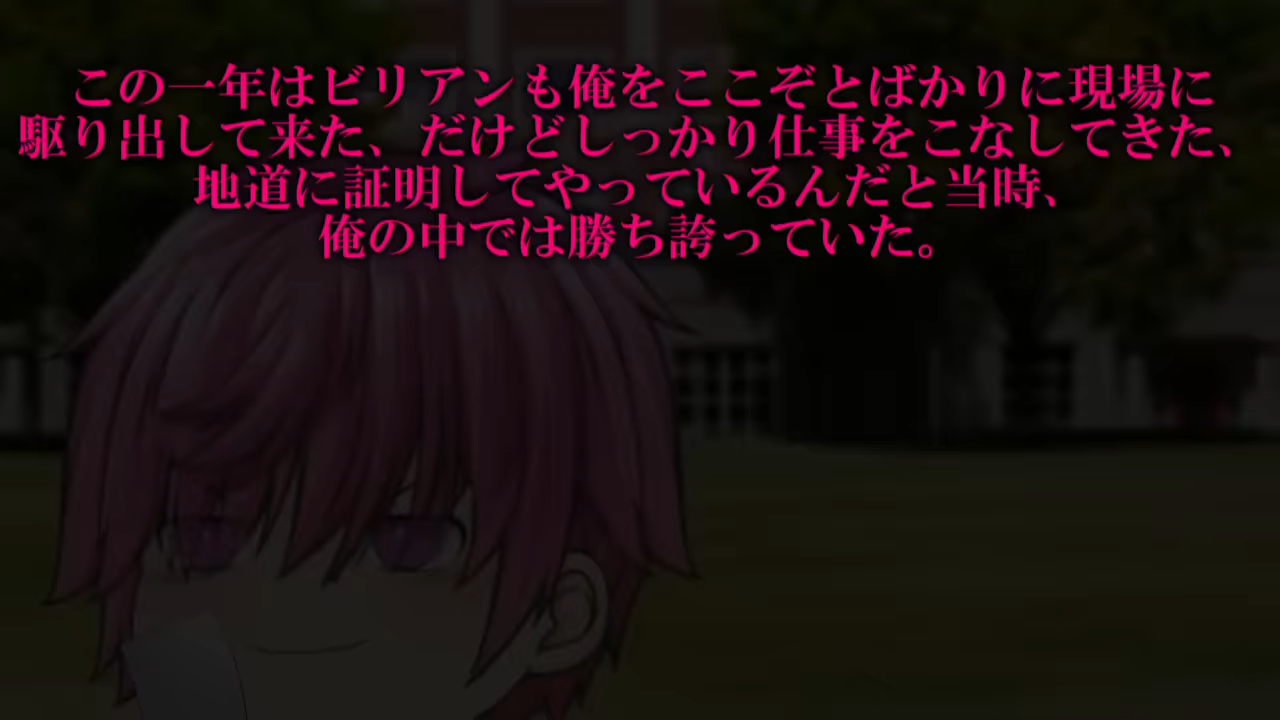 この一年はビリアンも俺をここぞとばかりに現場に
駆り出して来た、だけどしっかり仕事をこなしてきた、
地道に証明してやっているんだと当時、
俺の中では勝ち誇っていた。